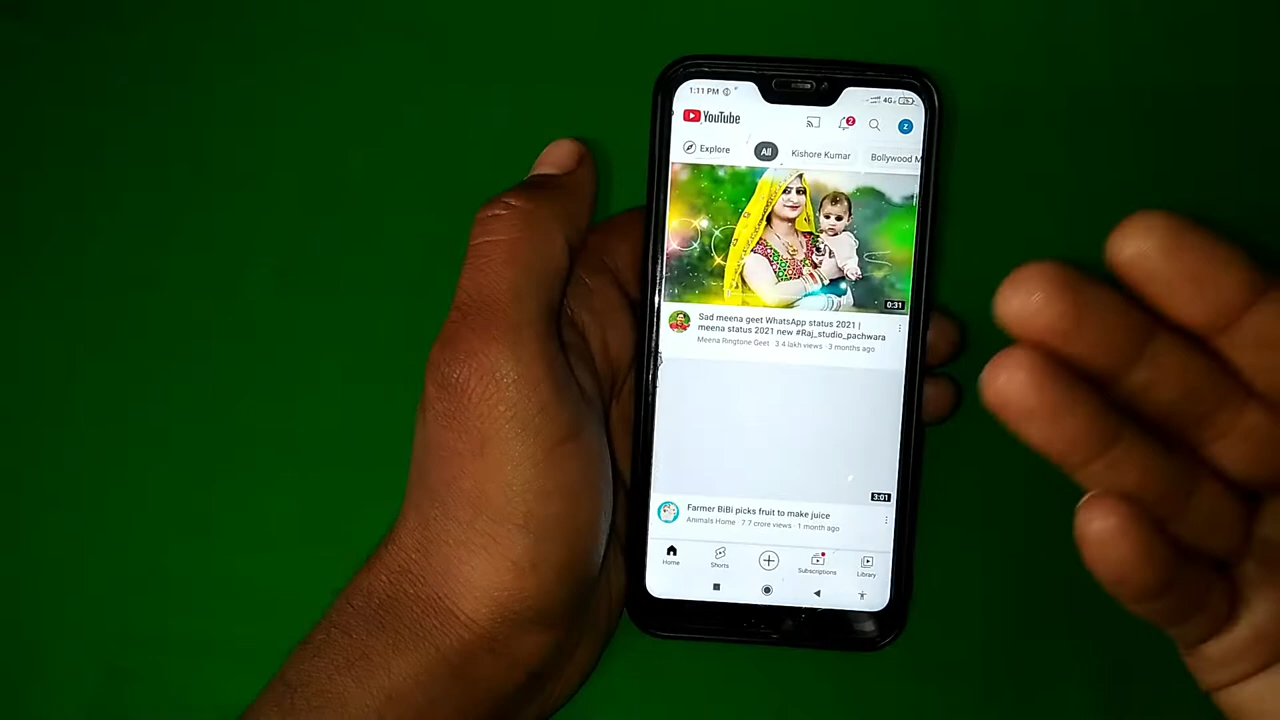 1:11 PM
4G
YouTube
2
z
Explore
All
Kishore Kumar
Bollywood M
0:31
Sad meena geet WhatsApp status 2021 |
meena status 2021 new #Raj_studio_pachwara
Meena Ringtone Geet · 3.4 lakh views · 3 months ago
3:01
Farmer BiBi picks fruit to make juice
Animals Home · 7.7 crore views · 1 month ago
Home
Shorts
Subscriptions
Library